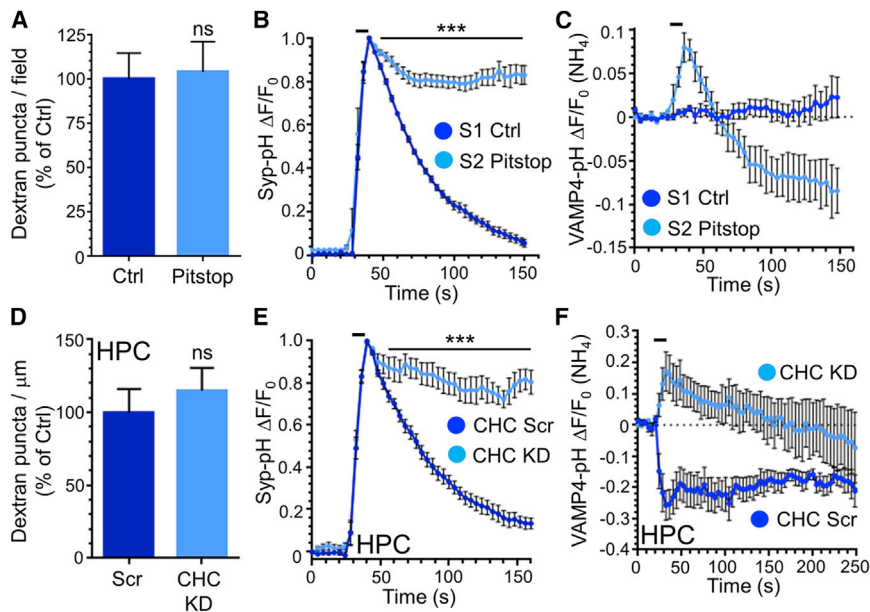 A
Dextran puncta / field
(% of Ctrl)
125
100
75
50
25
0
ns
Ctrl
Pitstop
B
Syp-pH ΔF/F0
1.0
0.8
0.6
0.4
0.2
0
***
S1 Ctrl
S2 Pitstop
0
50
100
150
Time (s)
C
VAMP4-pH ΔF/F0 (NH4)
0.1
0.05
0
-0.05
-0.1
-0.15
S1 Ctrl
S2 Pitstop
0
50
100
150
Time (s)
D
Dextran puncta / μm
(% of Ctrl)
150
100
50
0
HPC
ns
Scr
CHC
KD
E
Syp-pH ΔF/F0
1.0
0.8
0.6
0.4
0.2
0
***
CHC Scr
CHC KD
HPC
0
50
100
150
Time (s)
F
VAMP4-pH ΔF/F0 (NH4)
0.3
0.2
0.1
0
-0.1
-0.2
-0.3
-0.4
CHC KD
CHC Scr
HPC
0
50
100
150
200
250
Time (s)